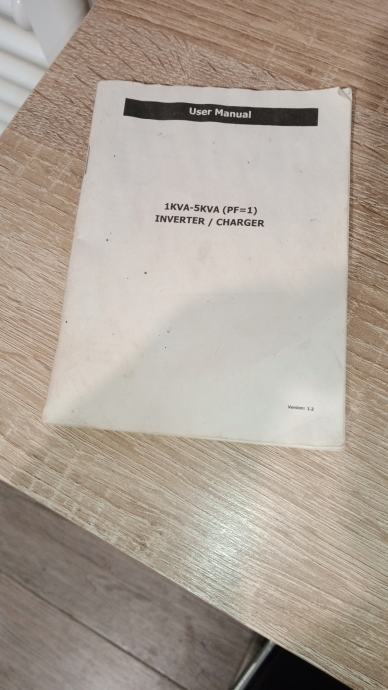 User Manual
1KVA-5KVA (PF=1)
INVERTER / CHARGER
Version: 1.2